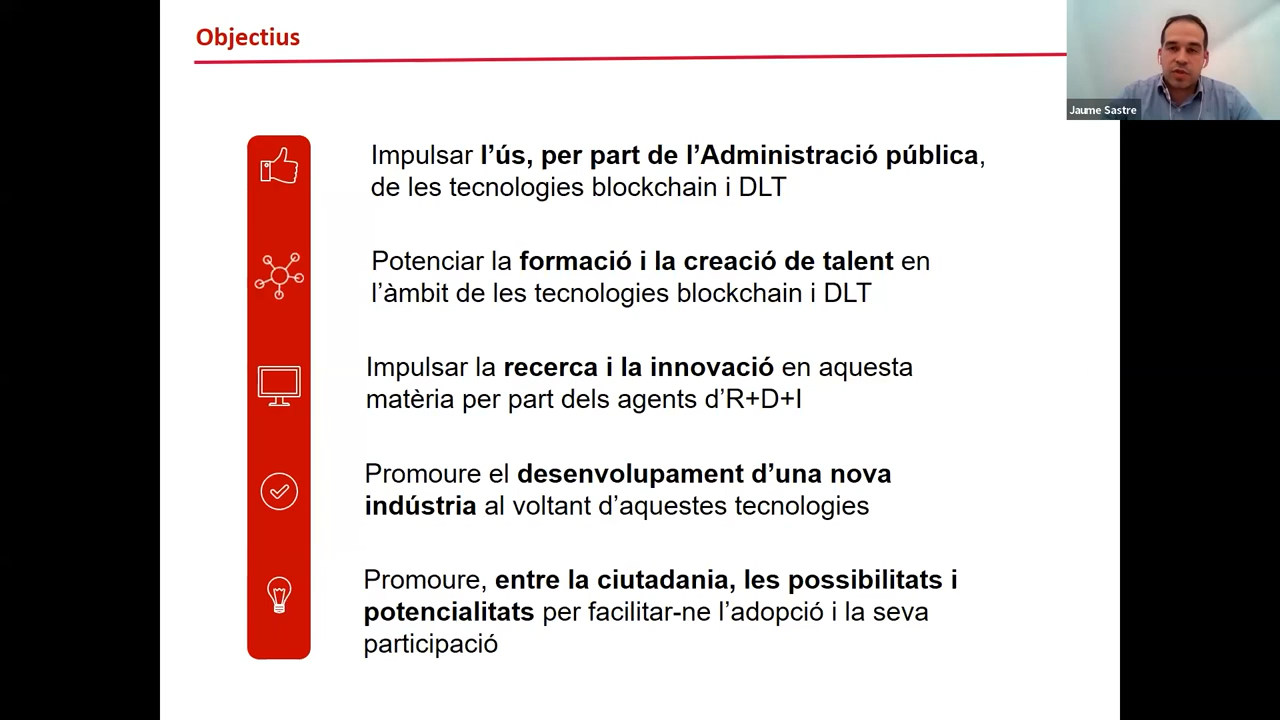 Objectius
Jaume Sastre
Impulsar l’ús, per part de l’Administració pública,
de les tecnologies blockchain i DLT
Potenciar la formació i la creació de talent en
l’àmbit de les tecnologies blockchain i DLT
Impulsar la recerca i la innovació en aquesta
matèria per part dels agents d’R+D+I
Promoure el desenvolupament d’una nova
indústria al voltant d’aquestes tecnologies
Promoure, entre la ciutadania, les possibilitats i
potencialitats per facilitar-ne l’adopció i la seva
participació